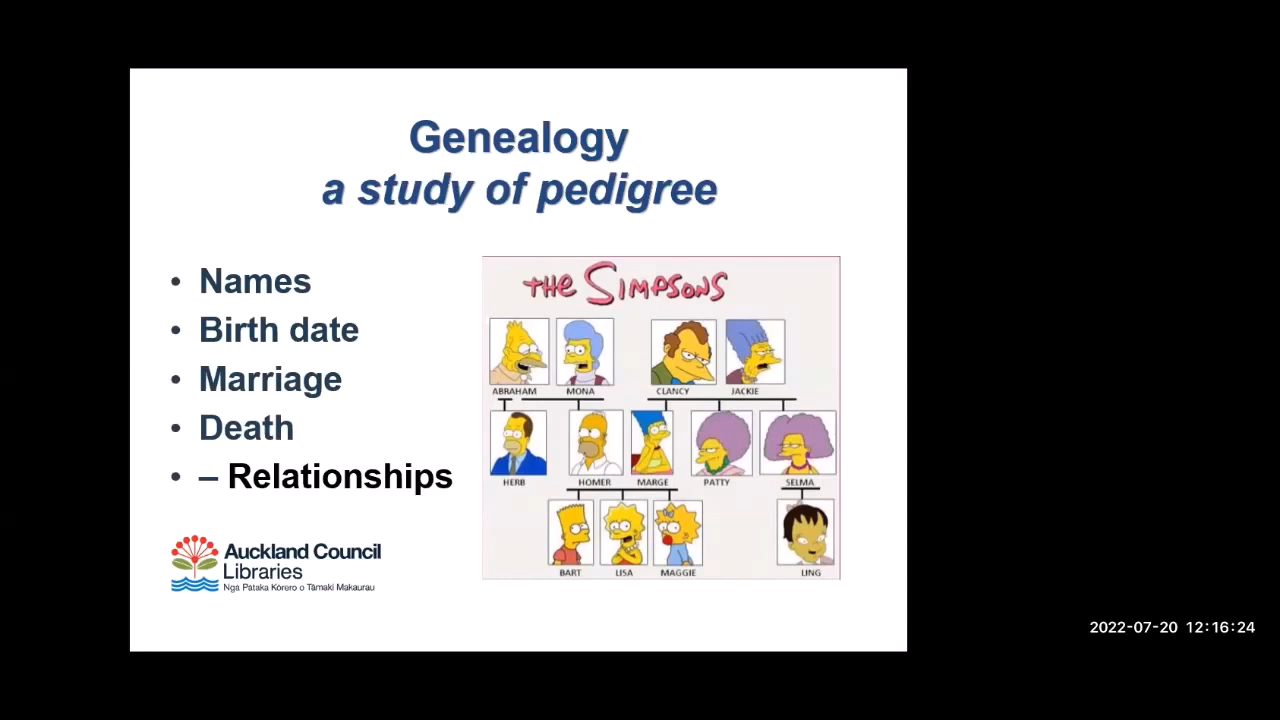 Genealogy
a study of pedigree
• Names
• Birth date
• Marriage
• Death
• – Relationships
THE SIMPSONS
ABRAHAM MONA CLANCY JACKIE
HERB HOMER MARGE PATTY SELMA
BART LISA MAGGIE LING
Auckland Council
Libraries
Ngā Pātaka Kōrero o Tāmaki Makaurau
2022-07-20 12:16:24